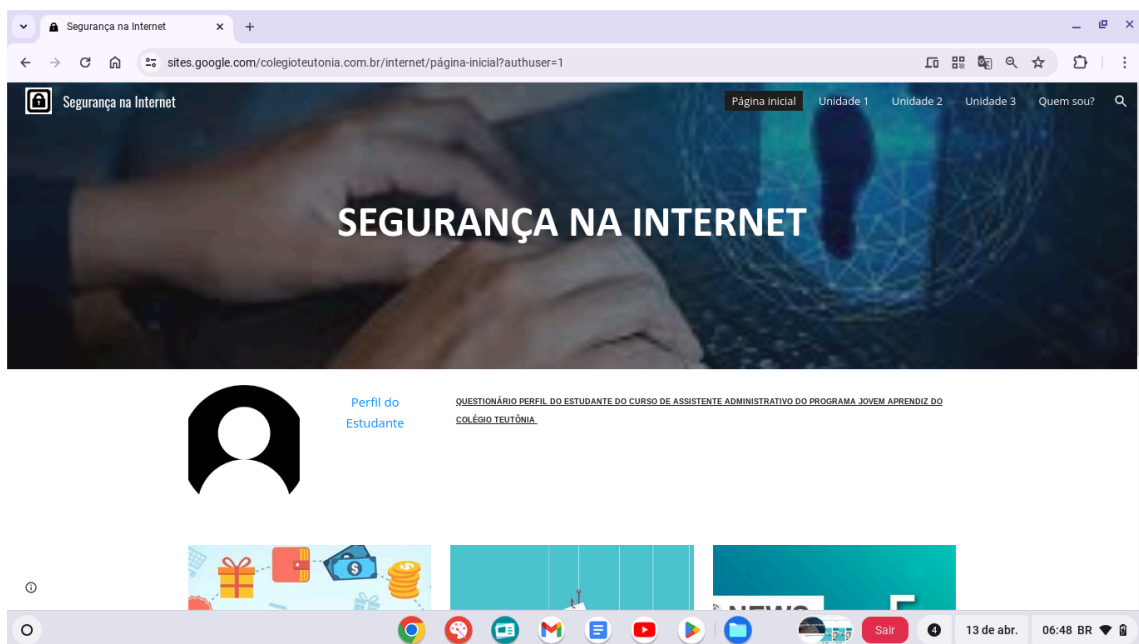 Segurança na Internet
sites.google.com/colegioteutonia.com.br/internet/página-inicial?authuser=1
Segurança na Internet
Página inicial Unidade 1 Unidade 2 Unidade 3 Quem sou?
SEGURANÇA NA INTERNET
Perfil do
Estudante
QUESTIONÁRIO PERFIL DO ESTUDANTE DO CURSO DE ASSISTENTE ADMINISTRATIVO DO PROGRAMA JOVEM APRENDIZ DO
COLÉGIO TEUTÔNIA
NEWS
Sair 4 13 de abr. 06:48 BR